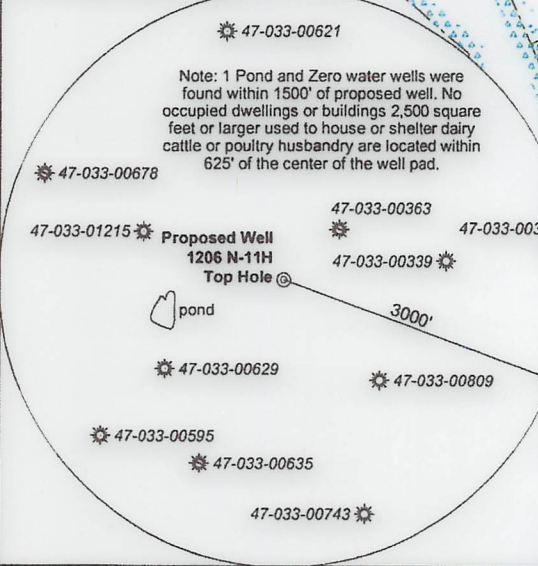 47-033-00621
Note: 1 Pond and Zero water wells were
found within 1500' of proposed well. No
occupied dwellings or buildings 2,500 square
feet or larger used to house or shelter dairy
cattle or poultry husbandry are located within
625' of the center of the well pad.
47-033-00678
47-033-00363
47-033-01215
47-033-003
Proposed Well
1206 N-11H
Top Hole
47-033-00339
pond
3000'
47-033-00629
47-033-00809
47-033-00595
47-033-00635
47-033-00743